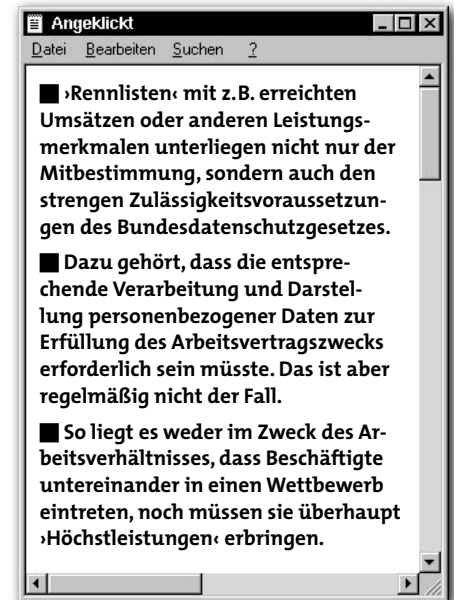 Angeklickt
Datei Bearbeiten Suchen ?
■ ›Rennlisten‹ mit z.B. erreichten
Umsätzen oder anderen Leistungs-
merkmalen unterliegen nicht nur der
Mitbestimmung, sondern auch den
strengen Zulässigkeitsvoraussetzun-
gen des Bundesdatenschutzgesetzes.
■ Dazu gehört, dass die entspre-
chende Verarbeitung und Darstel-
lung personenbezogener Daten zur
Erfüllung des Arbeitsvertragszwecks
erforderlich sein müsste. Das ist aber
regelmäßig nicht der Fall.
■ So liegt es weder im Zweck des Ar-
beitsverhältnisses, dass Beschäftigte
untereinander in einen Wettbewerb
eintreten, noch müssen sie überhaupt
›Höchstleistungen‹ erbringen.